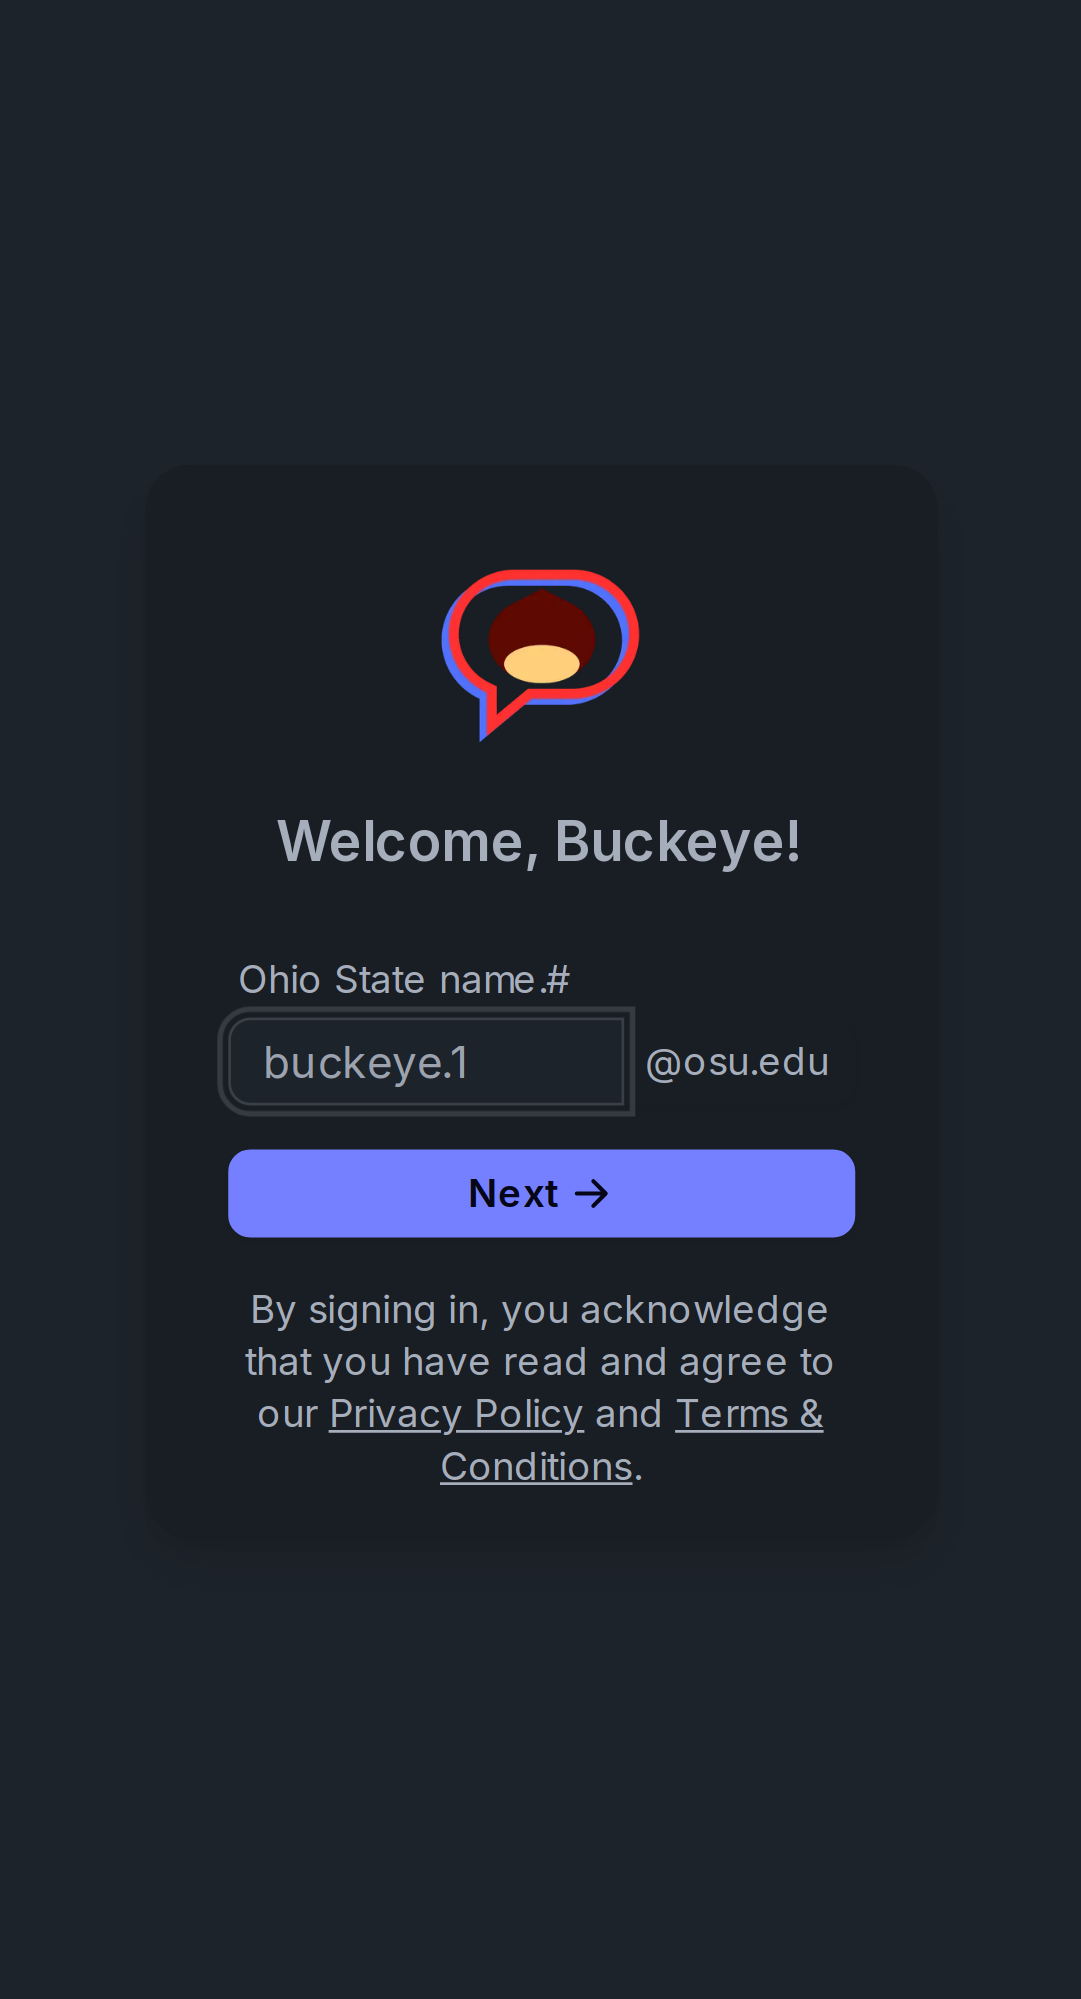 Welcome, Buckeye!
Ohio State name.#
buckeye.1
@osu.edu
Next →
By signing in, you acknowledge
that you have read and agree to
our Privacy Policy and Terms &
Conditions.